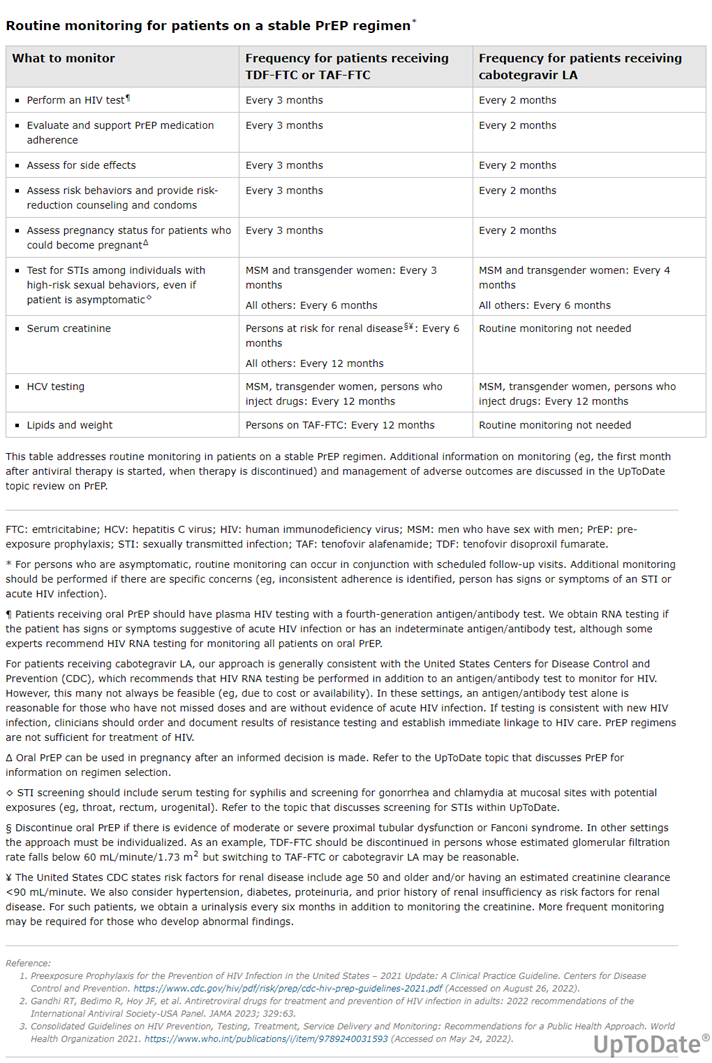 Routine monitoring for patients on a stable PrEP regimen*
What to monitor
Frequency for patients receiving
TDF-FTC or TAF-FTC
Frequency for patients receiving
cabotegravir LA
▪ Perform an HIV test¶
Every 3 months
Every 2 months
▪ Evaluate and support PrEP medication
adherence
Every 3 months
Every 2 months
▪ Assess for side effects
Every 3 months
Every 2 months
▪ Assess risk behaviors and provide risk-
reduction counseling and condoms
Every 3 months
Every 2 months
▪ Assess pregnancy status for patients who
could become pregnantΔ
Every 3 months
Every 2 months
▪ Test for STIs among individuals with
high-risk sexual behaviors, even if
patient is asymptomatic◇
MSM and transgender women: Every 3
months
All others: Every 6 months
MSM and transgender women: Every 4
months
All others: Every 6 months
▪ Serum creatinine
Persons at risk for renal disease§¥: Every 6
months
All others: Every 12 months
Routine monitoring not needed
▪ HCV testing
MSM, transgender women, persons who
inject drugs: Every 12 months
MSM, transgender women, persons who
inject drugs: Every 12 months
▪ Lipids and weight
Persons on TAF-FTC: Every 12 months
Routine monitoring not needed
This table addresses routine monitoring in patients on a stable PrEP regimen. Additional information on monitoring (eg, the first month
after antiviral therapy is started, when therapy is discontinued) and management of adverse outcomes are discussed in the UpToDate
topic review on PrEP.
FTC: emtricitabine; HCV: hepatitis C virus; HIV: human immunodeficiency virus; MSM: men who have sex with men; PrEP: pre-
exposure prophylaxis; STI: sexually transmitted infection; TAF: tenofovir alafenamide; TDF: tenofovir disoproxil fumarate.
* For persons who are asymptomatic, routine monitoring can occur in conjunction with scheduled follow-up visits. Additional monitoring
should be performed if there are specific concerns (eg, inconsistent adherence is identified, person has signs or symptoms of an STI or
acute HIV infection).
¶ Patients receiving oral PrEP should have plasma HIV testing with a fourth-generation antigen/antibody test. We obtain RNA testing if
the patient has signs or symptoms suggestive of acute HIV infection or has an indeterminate antigen/antibody test, although some
experts recommend HIV RNA testing for monitoring all patients on oral PrEP.
For patients receiving cabotegravir LA, our approach is generally consistent with the United States Centers for Disease Control and
Prevention (CDC), which recommends that HIV RNA testing be performed in addition to an antigen/antibody test to monitor for HIV.
However, this many not always be feasible (eg, due to cost or availability). In these settings, an antigen/antibody test alone is
reasonable for those who have not missed doses and are without evidence of acute HIV infection. If testing is consistent with new HIV
infection, clinicians should order and document results of resistance testing and establish immediate linkage to HIV care. PrEP regimens
are not sufficient for treatment of HIV.
Δ Oral PrEP can be used in pregnancy after an informed decision is made. Refer to the UpToDate topic that discusses PrEP for
information on regimen selection.
◇ STI screening should include serum testing for syphilis and screening for gonorrhea and chlamydia at mucosal sites with potential
exposures (eg, throat, rectum, urogenital). Refer to the topic that discusses screening for STIs within UpToDate.
§ Discontinue oral PrEP if there is evidence of moderate or severe proximal tubular dysfunction or Fanconi syndrome. In other settings
the approach must be individualized. As an example, TDF-FTC should be discontinued in persons whose estimated glomerular filtration
rate falls below 60 mL/minute/1.73 m² but switching to TAF-FTC or cabotegravir LA may be reasonable.
¥ The United States CDC states risk factors for renal disease include age 50 and older and/or having an estimated creatinine clearance
<90 mL/minute. We also consider hypertension, diabetes, proteinuria, and prior history of renal insufficiency as risk factors for renal
disease. For such patients, we obtain a urinalysis every six months in addition to monitoring the creatinine. More frequent monitoring
may be required for those who develop abnormal findings.
Reference:
1. Preexposure Prophylaxis for the Prevention of HIV Infection in the United States – 2021 Update: A Clinical Practice Guideline. Centers for Disease
Control and Prevention. https://www.cdc.gov/hiv/pdf/risk/prep/cdc-hiv-prep-guidelines-2021.pdf (Accessed on August 26, 2022).
2. Gandhi RT, Bedimo R, Hoy JF, et al. Antiretroviral drugs for treatment and prevention of HIV infection in adults: 2022 recommendations of the
International Antiviral Society-USA Panel. JAMA 2023; 329:63.
3. Consolidated Guidelines on HIV Prevention, Testing, Treatment, Service Delivery and Monitoring: Recommendations for a Public Health Approach. World
Health Organization 2021. https://www.who.int/publications/i/item/9789240031593 (Accessed on May 24, 2022).
UpToDate®